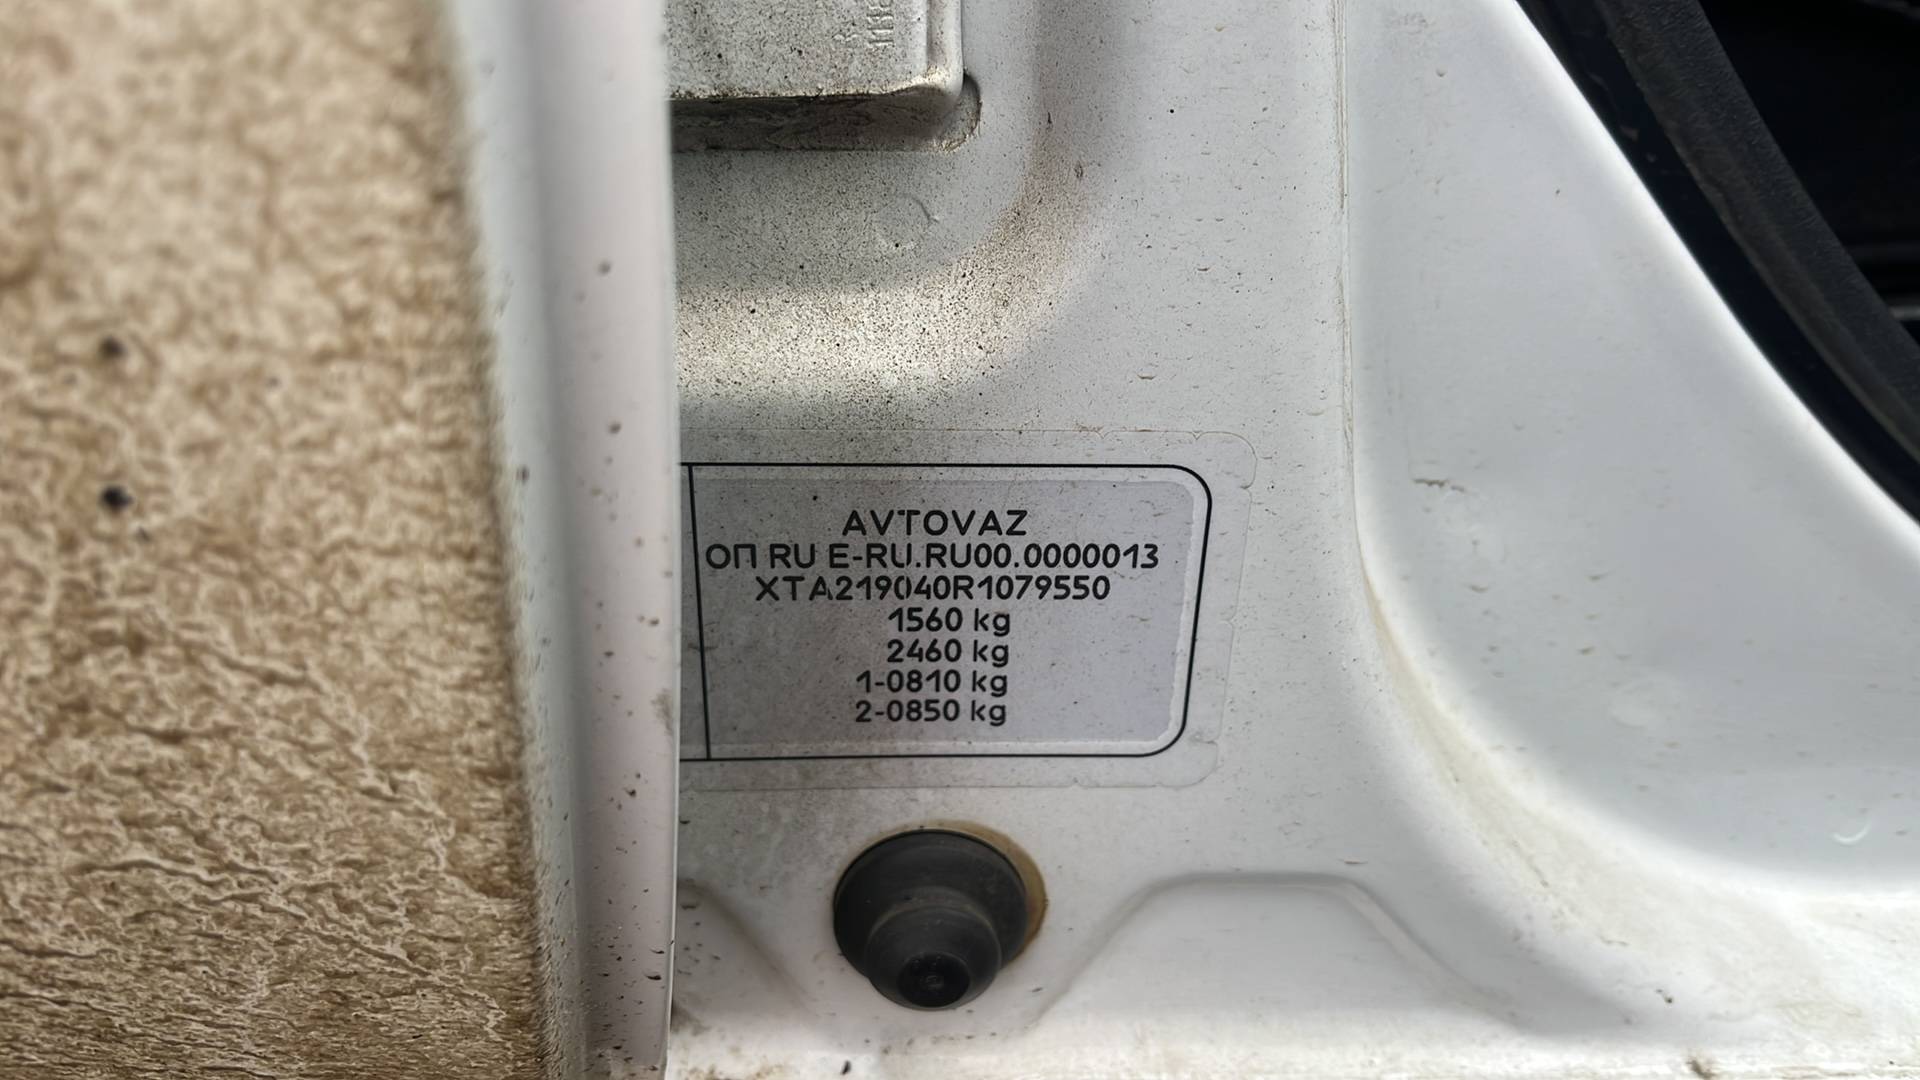 AVTOVAZ
ОП RU E-RU.RU00.0000013
XTA219040R1079550
1560 kg
2460 kg
1-0810 kg
2-0850 kg